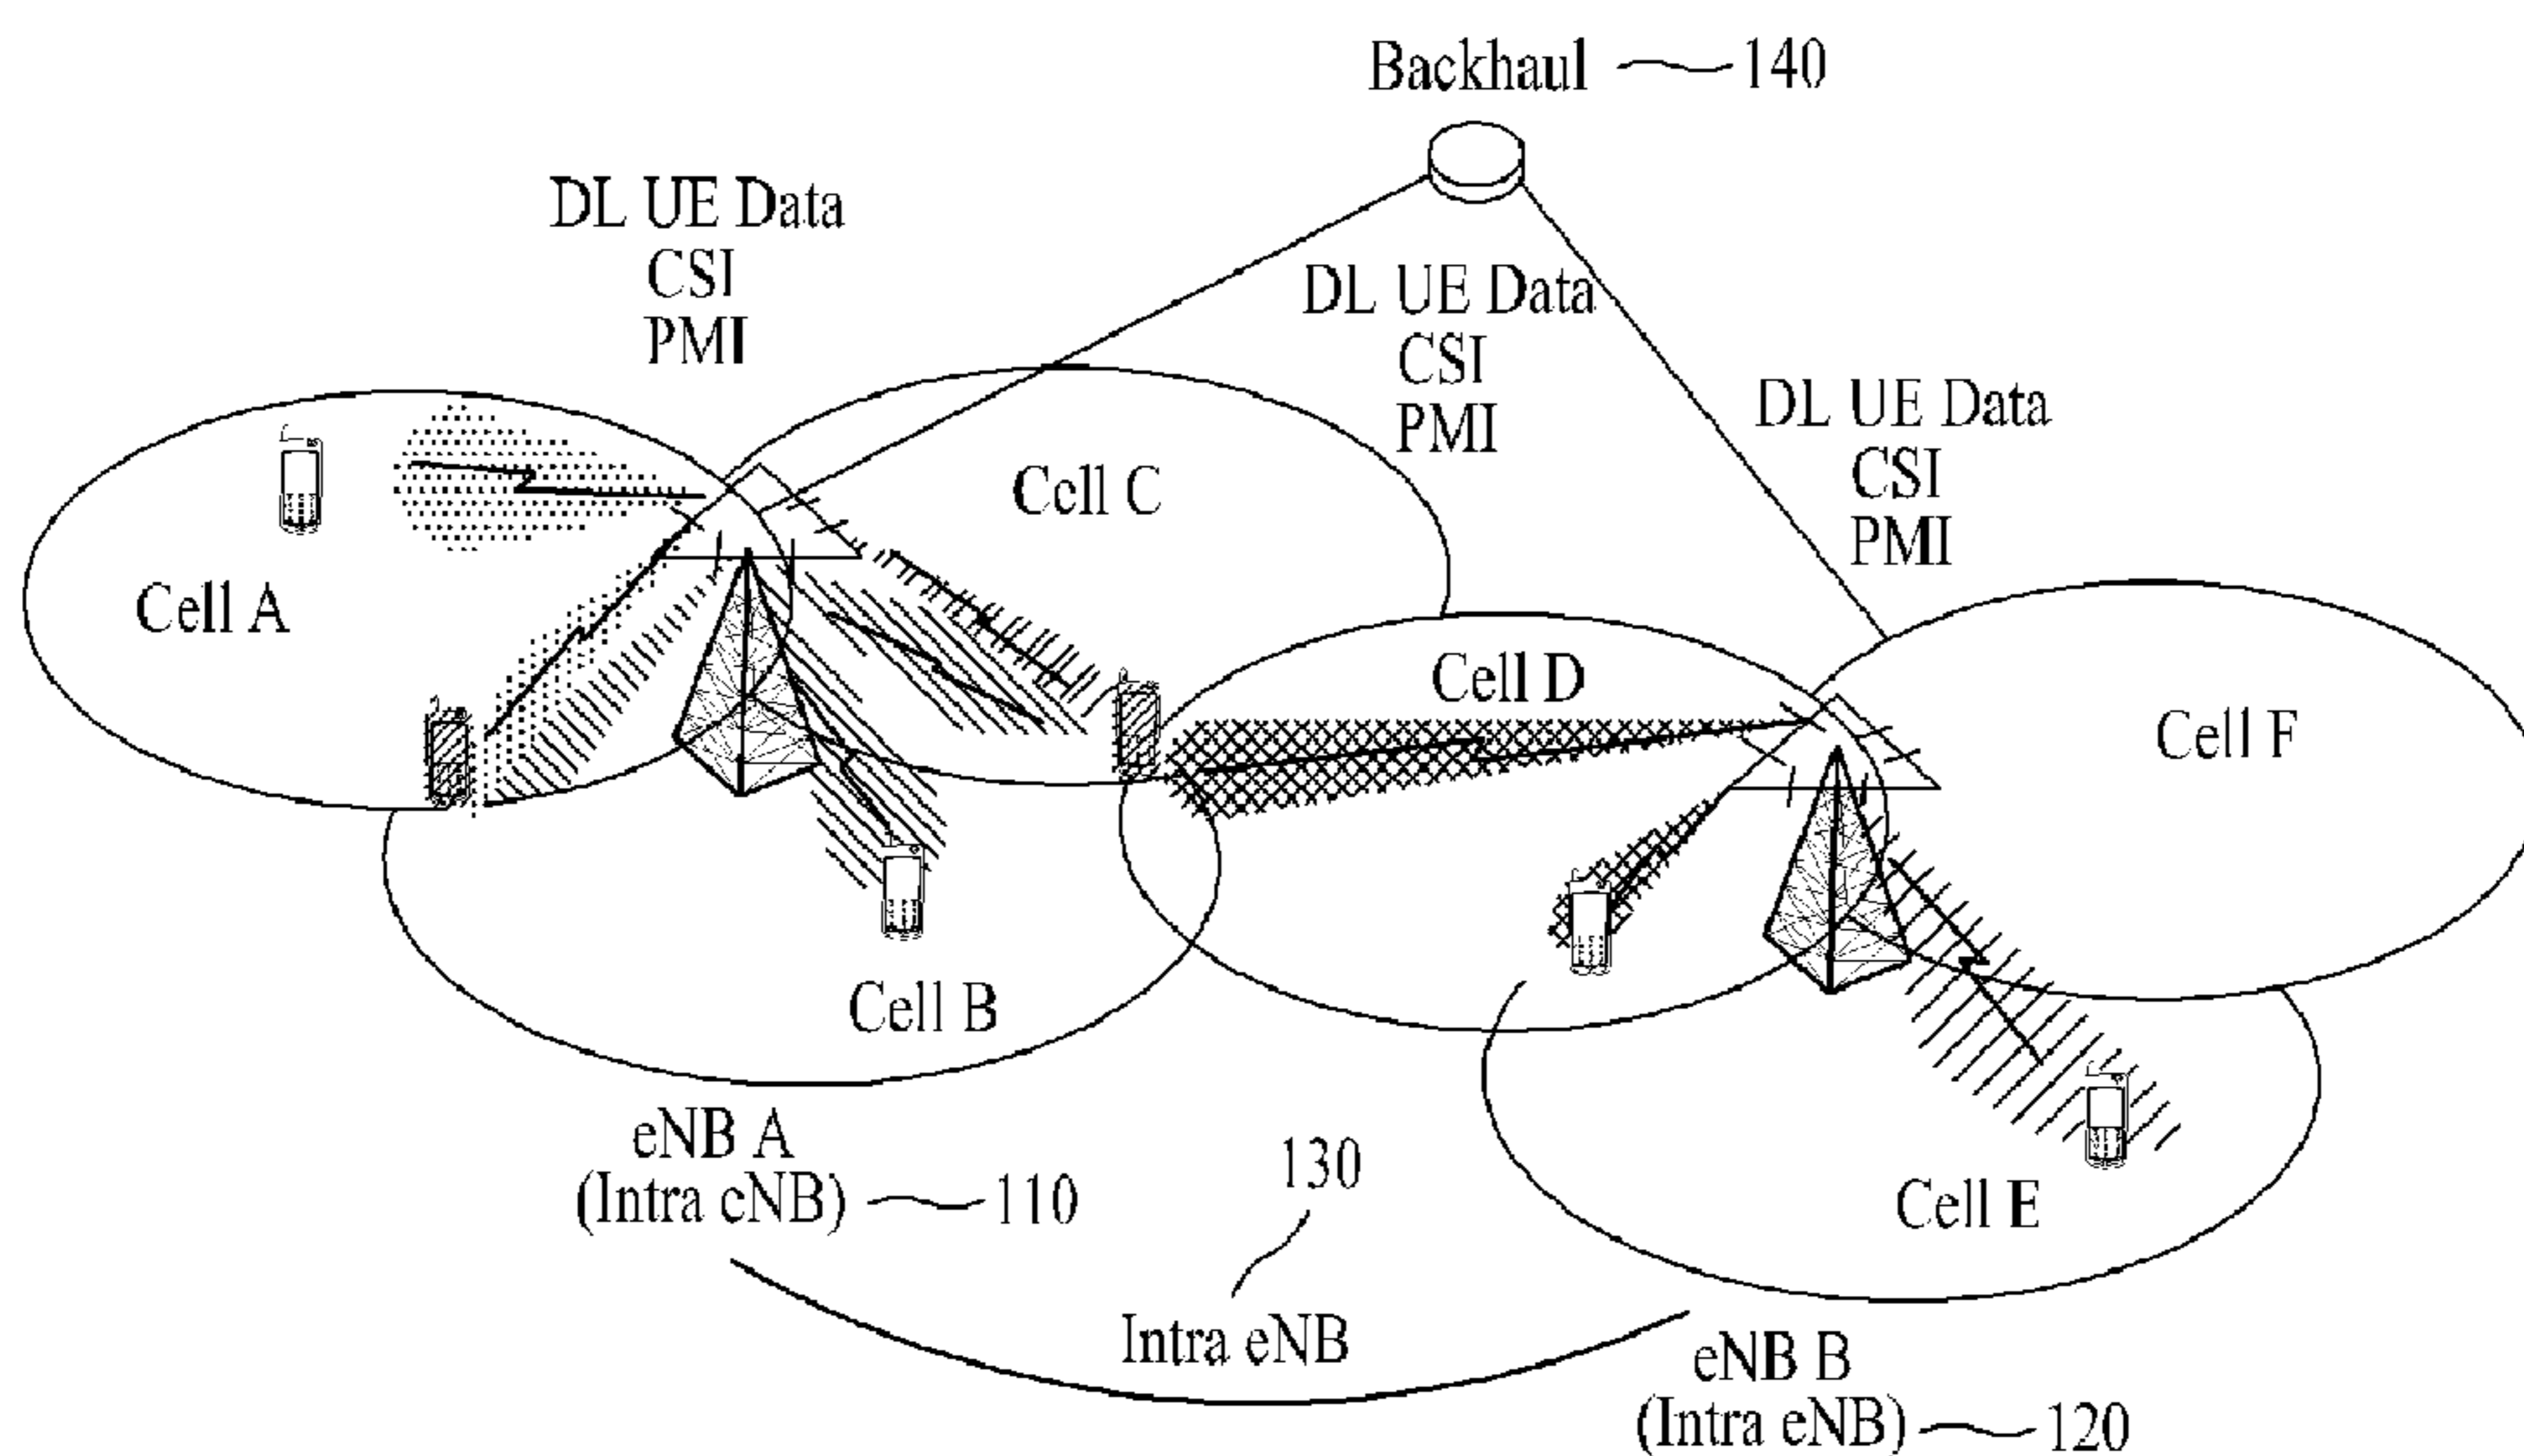 Backhaul 140
DL UE Data
CSI
PMI
DL UE Data
CSI
PMI
DL UE Data
CSI
PMI
Cell A
Cell C
Cell D
Cell F
Cell B
Cell E
eNB A
(Intra eNB) 110
130
Intra eNB
eNB B
(Intra eNB) 120